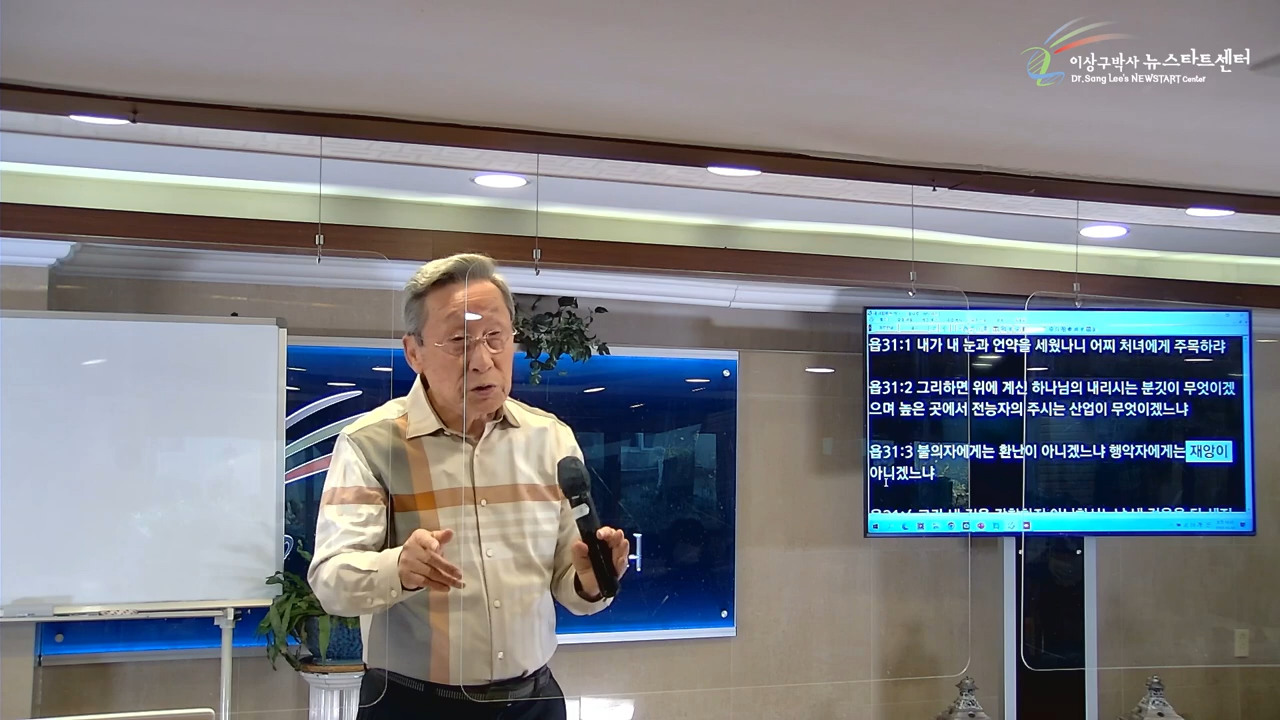 이상구박사 뉴스타트센터
Dr. Sang Lee's NEWSTART Center
욥31:1 내가 내 눈과 언약을 세웠나니 어찌 처녀에게 주목하랴
욥31:2 그리하면 위에 계신 하나님의 내리시는 분깃이 무엇이겠
으며 높은 곳에서 전능자의 주시는 산업이 무엇이겠느냐
욥31:3 불의자에게는 환난이 아니겠느냐 행악자에게는 재앙이
아니겠느냐